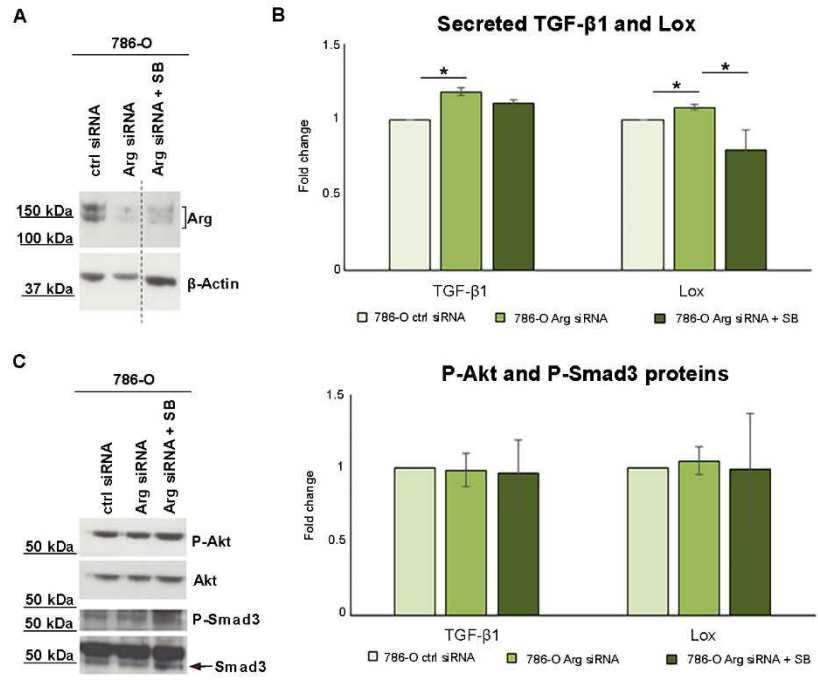 A
786-O
ctrl siRNA
Arg siRNA
Arg siRNA + SB
150 kDa
Arg
100 kDa
37 kDa
β-Actin
B
Secreted TGF-β1 and Lox
Fold change
1.5
1
0.5
0
*
*
*
TGF-β1
Lox
786-O ctrl siRNA
786-O Arg siRNA
786-O Arg siRNA + SB
C
786-O
ctrl siRNA
Arg siRNA
Arg siRNA + SB
50 kDa
P-Akt
Akt
50 kDa
50 kDa
P-Smad3
50 kDa
Smad3
P-Akt and P-Smad3 proteins
Fold change
1.5
1
0.5
0
TGF-β1
Lox
786-O ctrl siRNA
786-O Arg siRNA
786-O Arg siRNA + SB